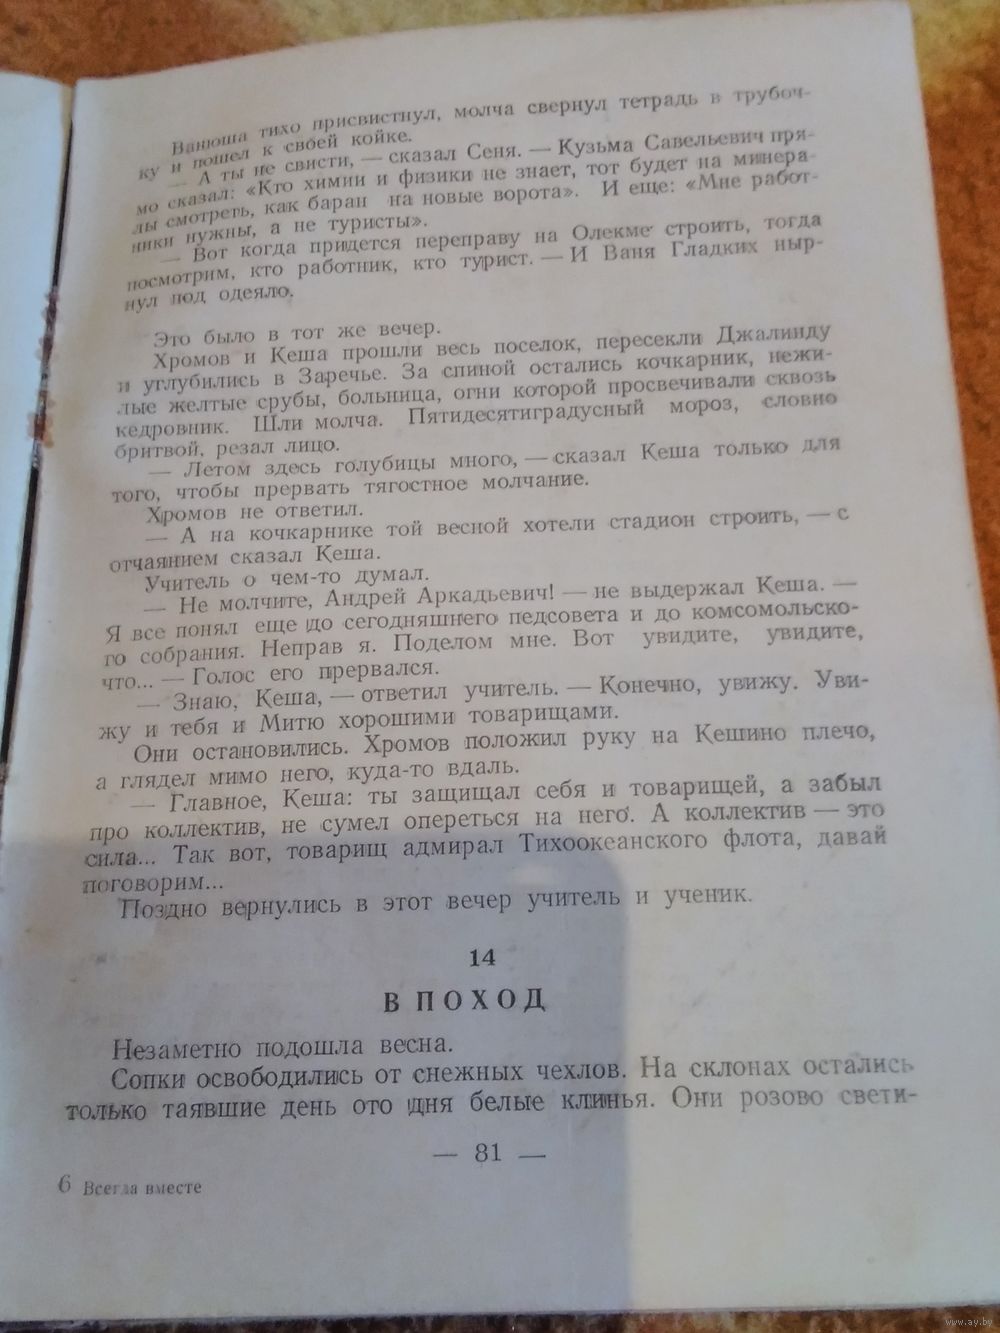 Ванюша тихо присвистнул, молча свернул тетрадь в трубоч-
ку и пошел к своей койке.
— А ты не свисти, — сказал Сеня. — Кузьма Савельевич пря-
мо сказал: «Кто химии и физики не знает, тот будет на минера-
лы смотреть, как баран на новые ворота». И еще: «Мне работ-
ники нужны, а не туристы».
— Вот когда придется переправу на Олекме строить, тогда
посмотрим, кто работник, кто турист. — И Ваня Гладких ныр-
нул под одеяло.
Это было в тот же вечер.
Хромов и Кеша прошли весь поселок, пересекли Джалинду
и углубились в Заречье. За спиной остались кочкарник, нежи-
лые желтые срубы, больница, огни которой просвечивали сквозь
кедровник. Шли молча. Пятидесятиградусный мороз, словно
бритвой, резал лицо.
— Летом здесь голубицы много, — сказал Кеша только для
того, чтобы прервать тягостное молчание.
Хромов не ответил.
— А на кочкарнике той весной хотели стадион строить, — с
отчаянием сказал Кеша.
Учитель о чем-то думал.
— Не молчите, Андрей Аркадьевич! — не выдержал Кеша. —
Я все понял еще до сегодняшнего педсовета и до комсомольско-
го собрания. Неправ я. Поделом мне. Вот увидите, увидите,
что... — Голос его прервался.
— Знаю, Кеша, — ответил учитель. — Конечно, увижу. Уви-
жу и тебя и Митю хорошими товарищами.
Они остановились. Хромов положил руку на Кешино плечо,
а глядел мимо него, куда-то вдаль.
— Главное, Кеша: ты защищал себя и товарищей, а забыл
про коллектив, не сумел опереться на него. А коллектив — это
сила... Так вот, товарищ адмирал Тихоокеанского флота, давай
поговорим...
Поздно вернулись в этот вечер учитель и ученик.
14
В ПОХОД
Незаметно подошла весна.
Сопки освободились от снежных чехлов. На склонах остались
только таявшие день ото дня белые клинья. Они розово свети-
— 81 —
6 Всегда вместе
www.ay.by